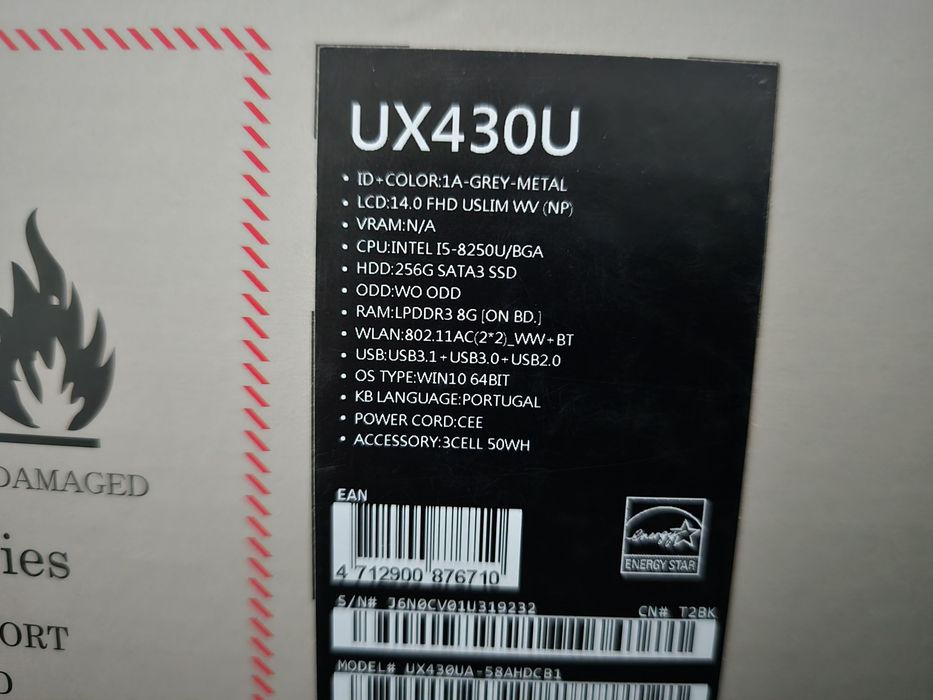 UX430U
• ID+COLOR:1A-GREY-METAL
• LCD:14.0 FHD USLIM WV (NP)
• VRAM:N/A
• CPU:INTEL I5-8250U/BGA
• HDD:256G SATA3 SSD
• ODD:WO ODD
• RAM:LPDDR3 8G [ON BD.]
• WLAN:802.11AC(2*2)_WW+BT
• USB:USB3.1+USB3.0+USB2.0
• OS TYPE:WIN10 64BIT
• KB LANGUAGE:PORTUGAL
• POWER CORD:CEE
• ACCESSORY:3CELL 50WH
EAN
4 712900 876710
energy
ENERGY STAR
S/N# J6N0CV01U319232
CN# T2BK
MODEL# UX430UA-58AHDCB1
DAMAGED
ies
ORT